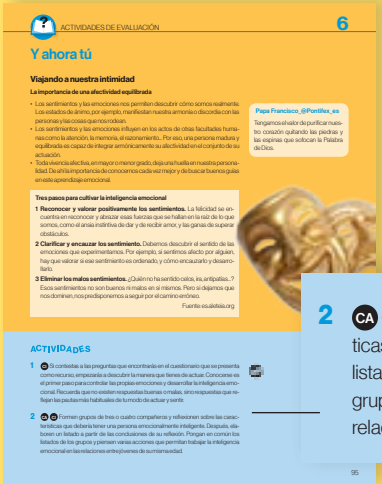 ?
ACTIVIDADES DE EVALUACIÓN
6
Y ahora tú
Viajando a nuestra intimidad
La importancia de una afectividad equilibrada
• Los sentimientos y las emociones nos permiten descubrir cómo somos realmente.
Los estados de ánimo, por ejemplo, manifiestan nuestra armonía o discordia con las
personas y las cosas que nos rodean.
• Los sentimientos y las emociones influyen en los actos de otras facultades huma-
nas como la atención, la memoria, el razonamiento... Por eso, una persona madura y
equilibrada es capaz de integrar armónicamente su afectividad en el conjunto de su
actuación.
• Toda vivencia afectiva, en mayor o menor grado, deja una huella en nuestra persona-
lidad. De ahí la importancia de conocernos cada vez mejor y de buscar buenos guías
en este aprendizaje emocional.
Papa Francisco_@Pontifex_es
Tengamos el valor de purificar nues-
tro corazón quitando las piedras y
las espinas que sofocan la Palabra
de Dios.
Tres pasos para cultivar la inteligencia emocional
1 Reconocer y valorar positivamente los sentimientos. La felicidad se en-
cuentra en reconocer y abrazar esas fuerzas que se hallan en la raíz de lo que
somos, como el ansia instintiva de dar y de recibir amor, y las ganas de superar
obstáculos.
2 Clarificar y encauzar los sentimiento. Debemos descubrir el sentido de las
emociones que experimentamos. Por ejemplo, si sentimos afecto por alguien,
hay que valorar si ese sentimiento es ordenado, y cómo encauzarlo y desarro-
llarlo.
3 Eliminar los malos sentimientos. ¿Quién no ha sentido celos, ira, antipatías...?
Esos sentimientos no son buenos ni malos en sí mismos. Pero si dejamos que
nos dominen, nos predisponemos a seguir por el camino erróneo.
Fuente: es.aleteia.org
ACTIVIDADES
1 CA Si contestas a las preguntas que encontrarás en el cuestionario que se presenta
como recurso, empezarás a descubrir la manera que tienes de actuar. Conocerse es
el primer paso para controlar las propias emociones y desarrollar la inteligencia emo-
cional. Recuerda que no existen respuestas buenas o malas, sino respuestas que re-
flejan las pautas más habituales de tu modo de actuar y sentir.
2 CA Formen grupos de tres o cuatro compañeros y reflexionen sobre las carac-
terísticas que debería tener una persona emocionalmente inteligente. Después, ela-
boren un listado a partir de las conclusiones de su reflexión. Pongan en común los
listados de los grupos y piensen varias acciones que permitan trabajar la inteligencia
emocional en las relaciones entre jóvenes de su misma edad.
2 CA
ticas
lista
grup
relac
95